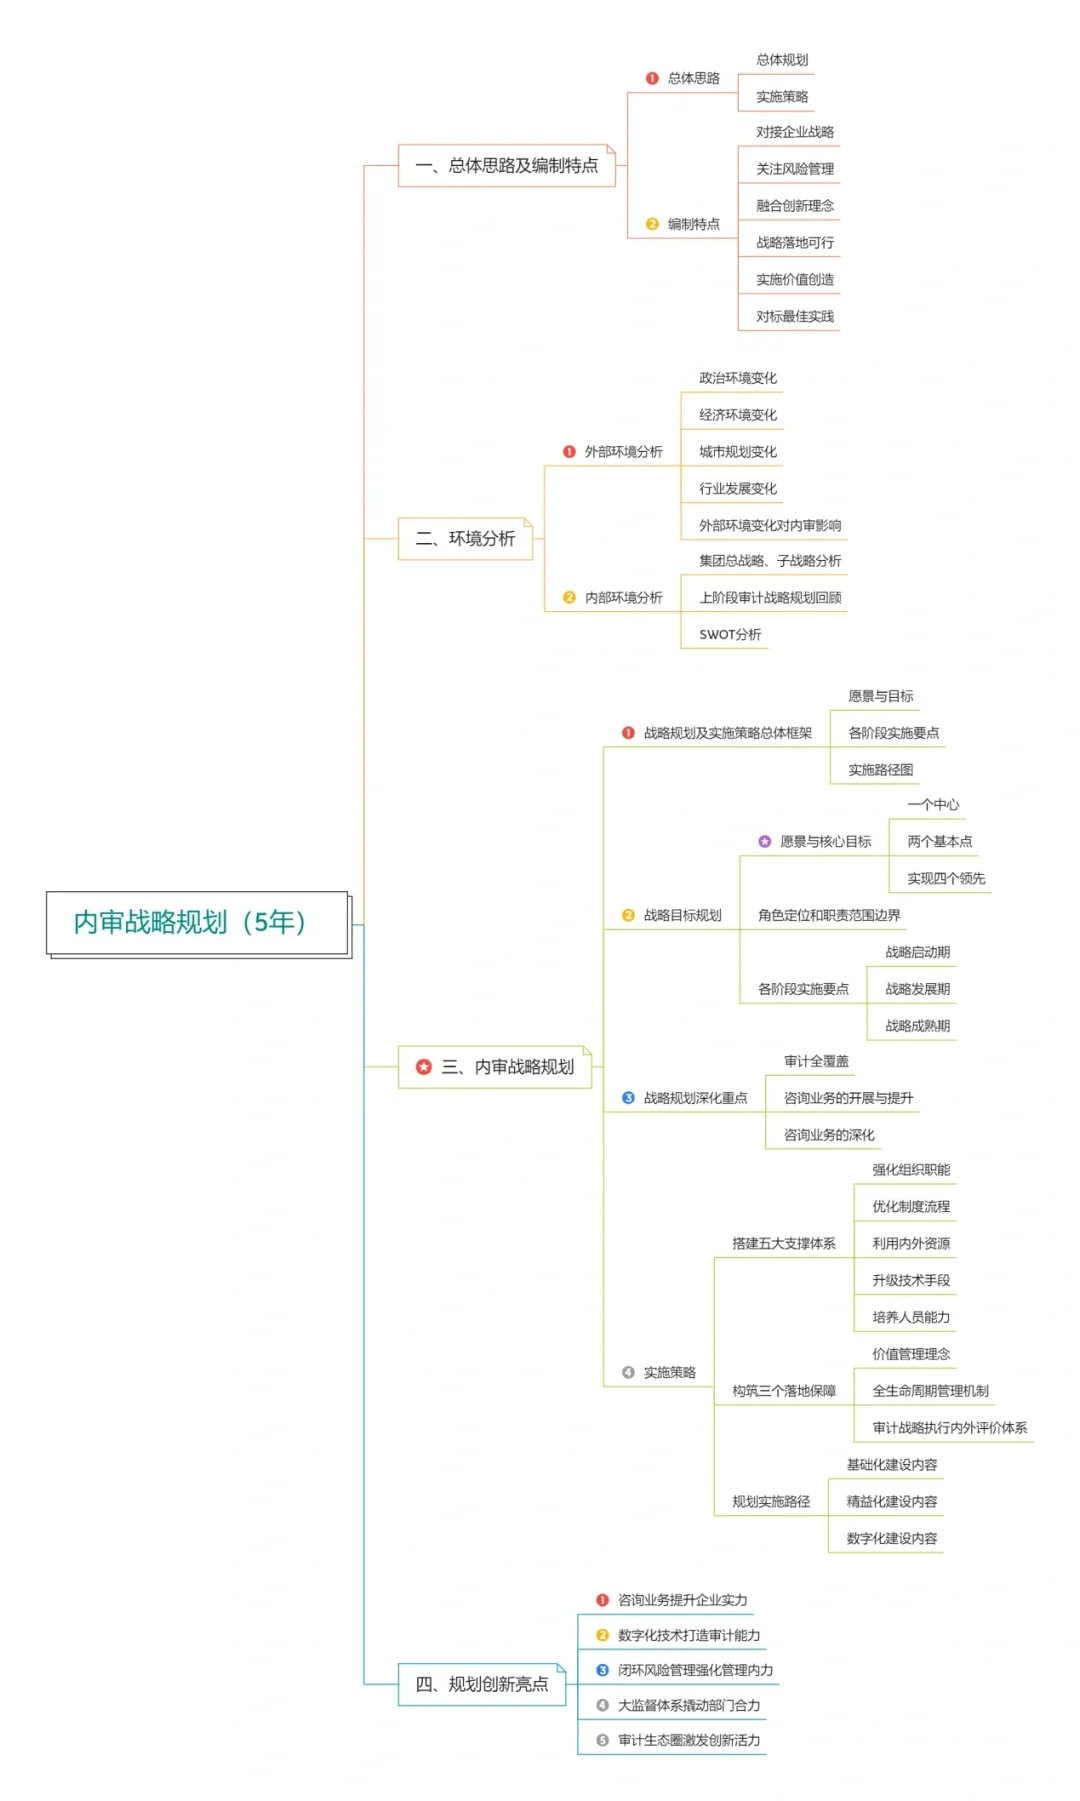 内审战略规划（5年）
一、总体思路及编制特点
1 总体思路
总体规划
实施策略
2 编制特点
对接企业战略
关注风险管理
融合创新理念
战略落地可行
实施价值创造
对标最佳实践
二、环境分析
1 外部环境分析
政治环境变化
经济环境变化
城市规划变化
行业发展变化
外部环境变化对内审影响
2 内部环境分析
集团总战略、子战略分析
上阶段审计战略规划回顾
SWOT分析
三、内审战略规划
1 战略规划及实施策略总体框架
愿景与目标
各阶段实施要点
实施路径图
2 战略目标规划
愿景与核心目标
一个中心
两个基本点
实现四个领先
角色定位和职责范围边界
各阶段实施要点
战略启动期
战略发展期
战略成熟期
3 战略规划深化重点
审计全覆盖
咨询业务的开展与提升
咨询业务的深化
4 实施策略
搭建五大支撑体系
强化组织职能
优化制度流程
利用内外资源
升级技术手段
培养人员能力
构筑三个落地保障
价值管理理念
全生命周期管理机制
审计战略执行内外评价体系
规划实施路径
基础化建设内容
精益化建设内容
数字化建设内容
四、规划创新亮点
1 咨询业务提升企业实力
2 数字化技术打造审计能力
3 闭环风险管理强化管理内力
4 大监督体系撬动部门合力
5 审计生态圈激发创新活力